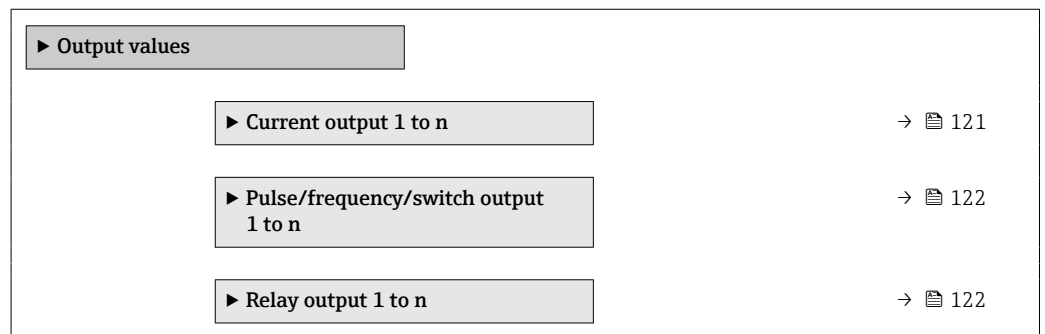 ▶ Output values
▶ Current output 1 to n → 121
▶ Pulse/frequency/switch output → 122
1 to n
▶ Relay output 1 to n → 122